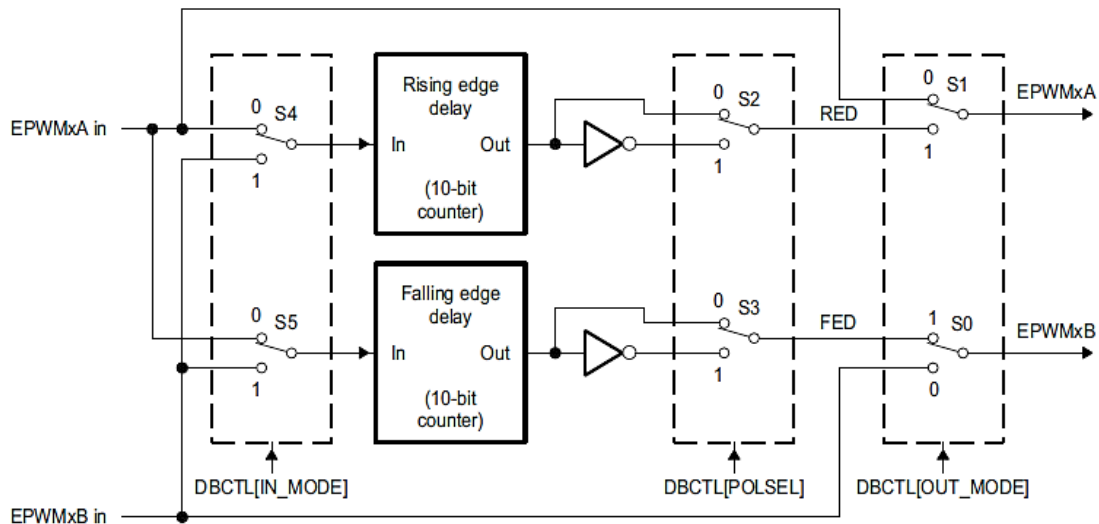 EPWMxA in
0
S4
1
Rising edge
delay
In
Out
(10-bit
counter)
0
S2
1
RED
0
S1
1
EPWMxA
0
S5
1
Falling edge
delay
In
Out
(10-bit
counter)
0
S3
1
FED
1
S0
0
EPWMxB
DBCTL[IN_MODE]
DBCTL[POLSEL]
DBCTL[OUT_MODE]
EPWMxB in